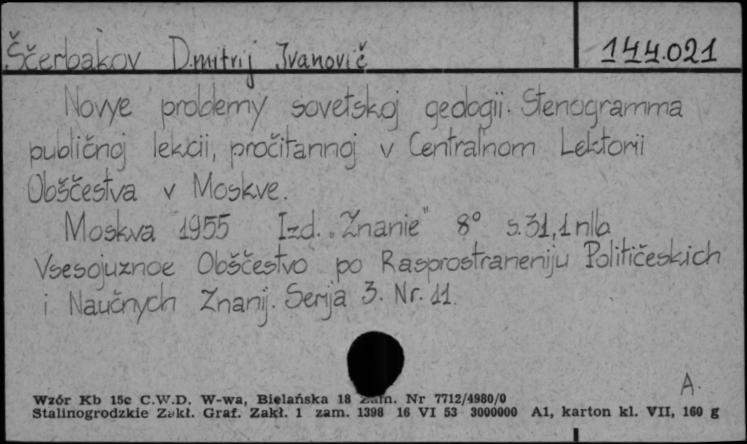 Ščerbakov Dmitrij Ivanovič 144.021
Novye problemy sovetskoj geologii. Stenogramma
publičnoj lekcii, pročitannoj v Centralnom Lektorii
Obščestva v Moskve.
Moskva 1955 Izd. „Znanie" 8° s. 31, 1 nlb
Vsesojuznoe Obščestvo po Rasprostraneniju Političeskich
i Naučnych Znanij. Serija 3. Nr. 11.
A.
Wzór Kb 15c C.W.D. W-wa, Bielańska 18 Zam. Nr 7712/4980/0
Stalinogrodzkie Zakł. Graf. Zakł. 1 zam. 1398 16 VI 53 3000000 A1, karton kl. VII, 160 g